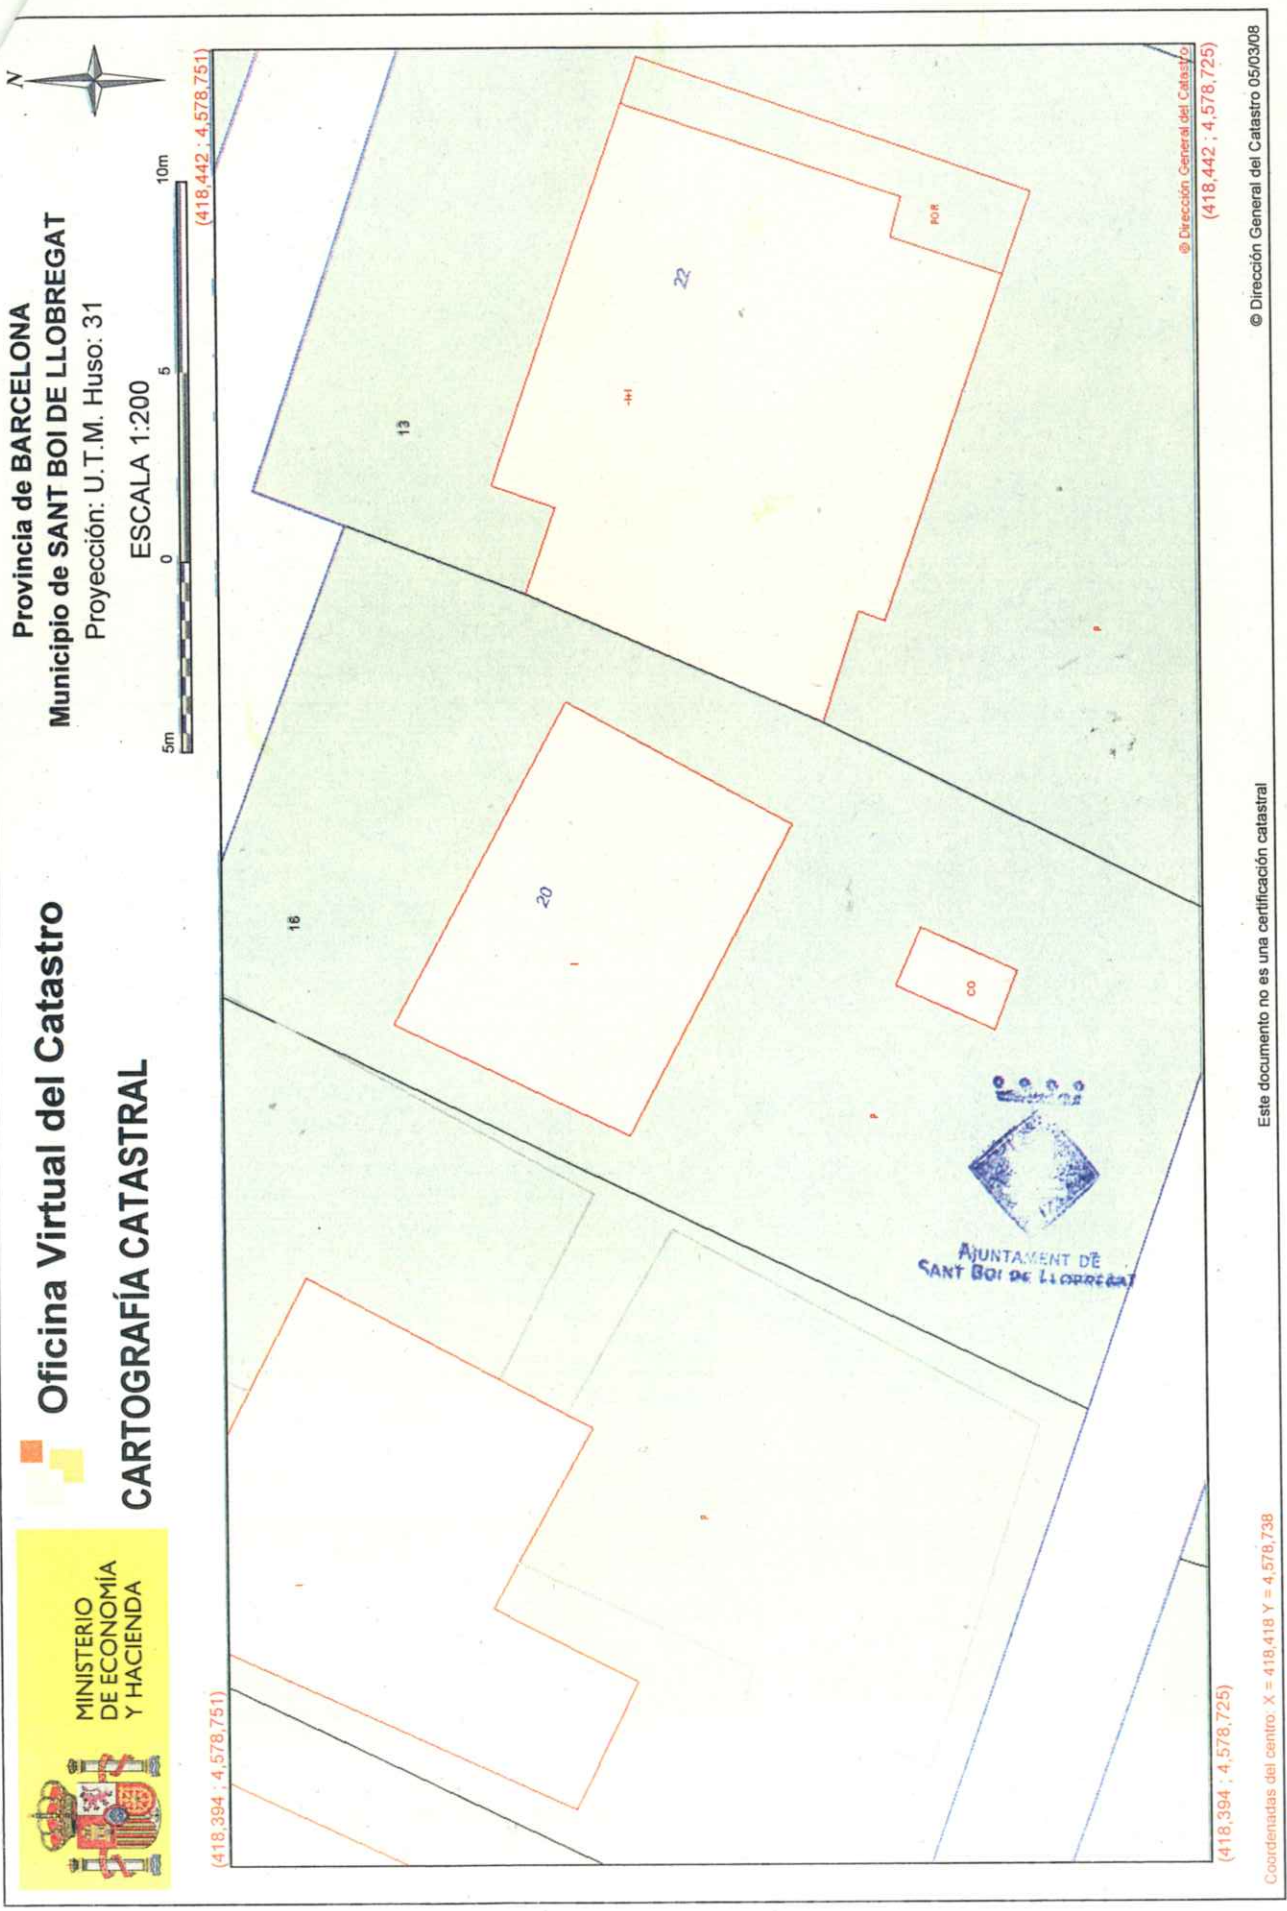 MINISTERIO
DE ECONOMÍA
Y HACIENDA
Oficina Virtual del Catastro
CARTOGRAFÍA CATASTRAL
Provincia de BARCELONA
Municipio de SANT BOI DE LLOBREGAT
Proyección: U.T.M. Huso: 31
ESCALA 1:200
5m 0 5 10m
N
(418,394 ; 4,578,751)
(418,442 ; 4,578,751)
16
13
I
20
I
-I+I
22
P
P
CO
POR
P
AJUNTAMENT DE
SANT BOI DE LLOBREGAT
© Dirección General del Catastro
(418,394 ; 4,578,725)
(418,442 ; 4,578,725)
Coordenadas del centro: X = 418,418 Y = 4,578,738
Este documento no es una certificación catastral
© Dirección General del Catastro 05/03/08